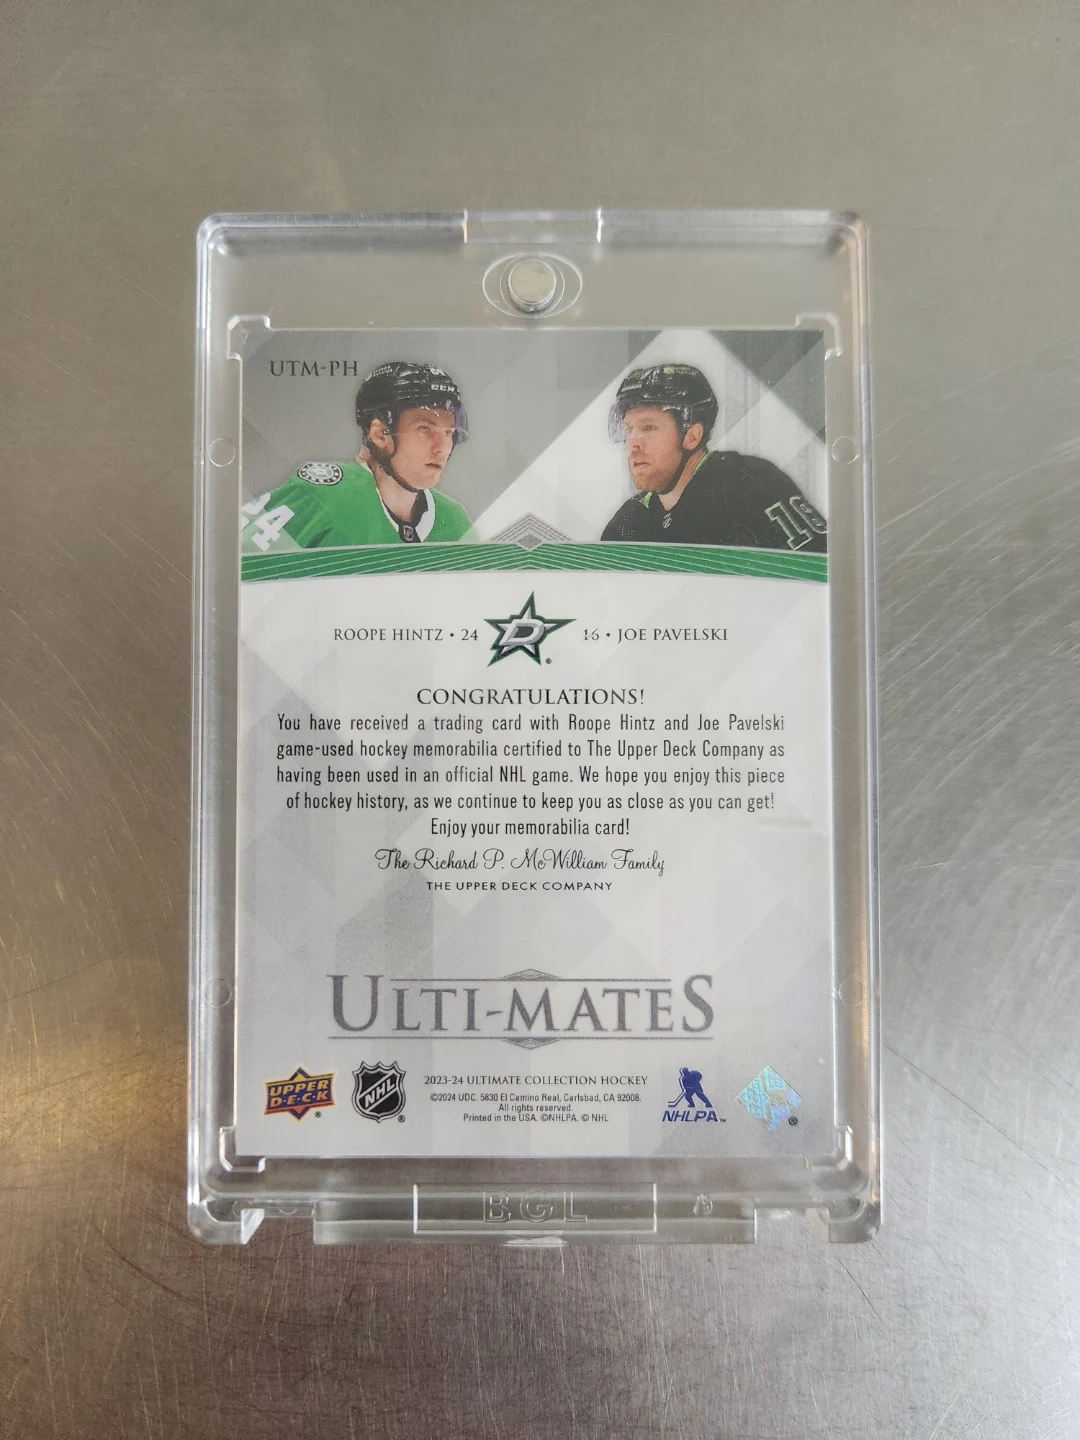 UTM-PH
CCM
24
16
ROOPE HINTZ • 24
D
16 • JOE PAVELSKI
CONGRATULATIONS!
You have received a trading card with Roope Hintz and Joe Pavelski
game-used hockey memorabilia certified to The Upper Deck Company as
having been used in an official NHL game. We hope you enjoy this piece
of hockey history, as we continue to keep you as close as you can get!
Enjoy your memorabilia card!
The Richard P. McWilliam Family
THE UPPER DECK COMPANY
ULTI-MATES
UPPER
D·E·C·K
®
NHL
®
2023-24 ULTIMATE COLLECTION HOCKEY
©2024 UDC. 5830 El Camino Real, Carlsbad, CA 92008.
All rights reserved.
Printed in the USA. ©NHLPA. © NHL
NHLPA™
®
BGL